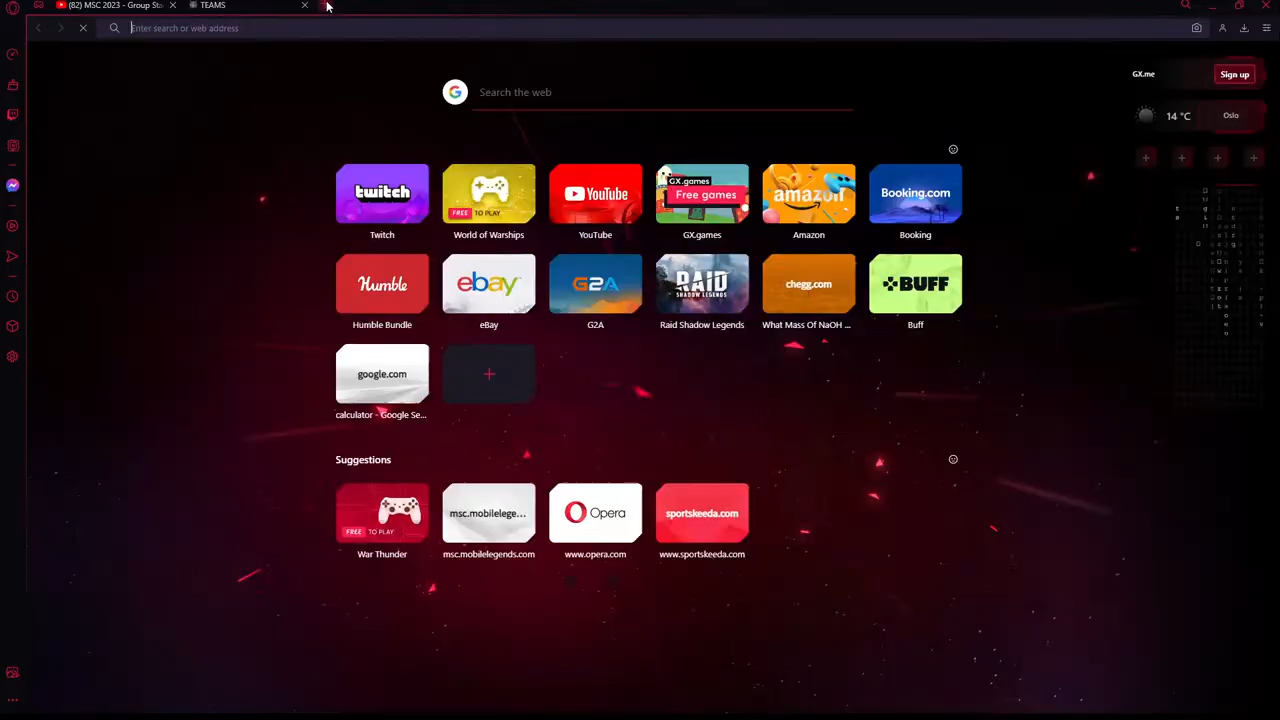 (82) MSC 2023 - Group Sta
TEAMS
Enter search or web address
GX.me
Sign up
Search the web
14 °C
Oslo
twitch
FREE TO PLAY
YouTube
GX.games
Free games
amazon
Booking.com
Twitch
World of Warships
YouTube
GX.games
Amazon
Booking
Humble
ebay
G2A
RAID
SHADOW LEGENDS
chegg.com
BUFF
Humble Bundle
eBay
G2A
Raid Shadow Legends
What Mass Of NaOH ...
Buff
google.com
calculator - Google Se...
Suggestions
FREE TO PLAY
msc.mobilelege...
Opera
sportskeeda.com
War Thunder
msc.mobilelegends.com
www.opera.com
www.sportskeeda.com